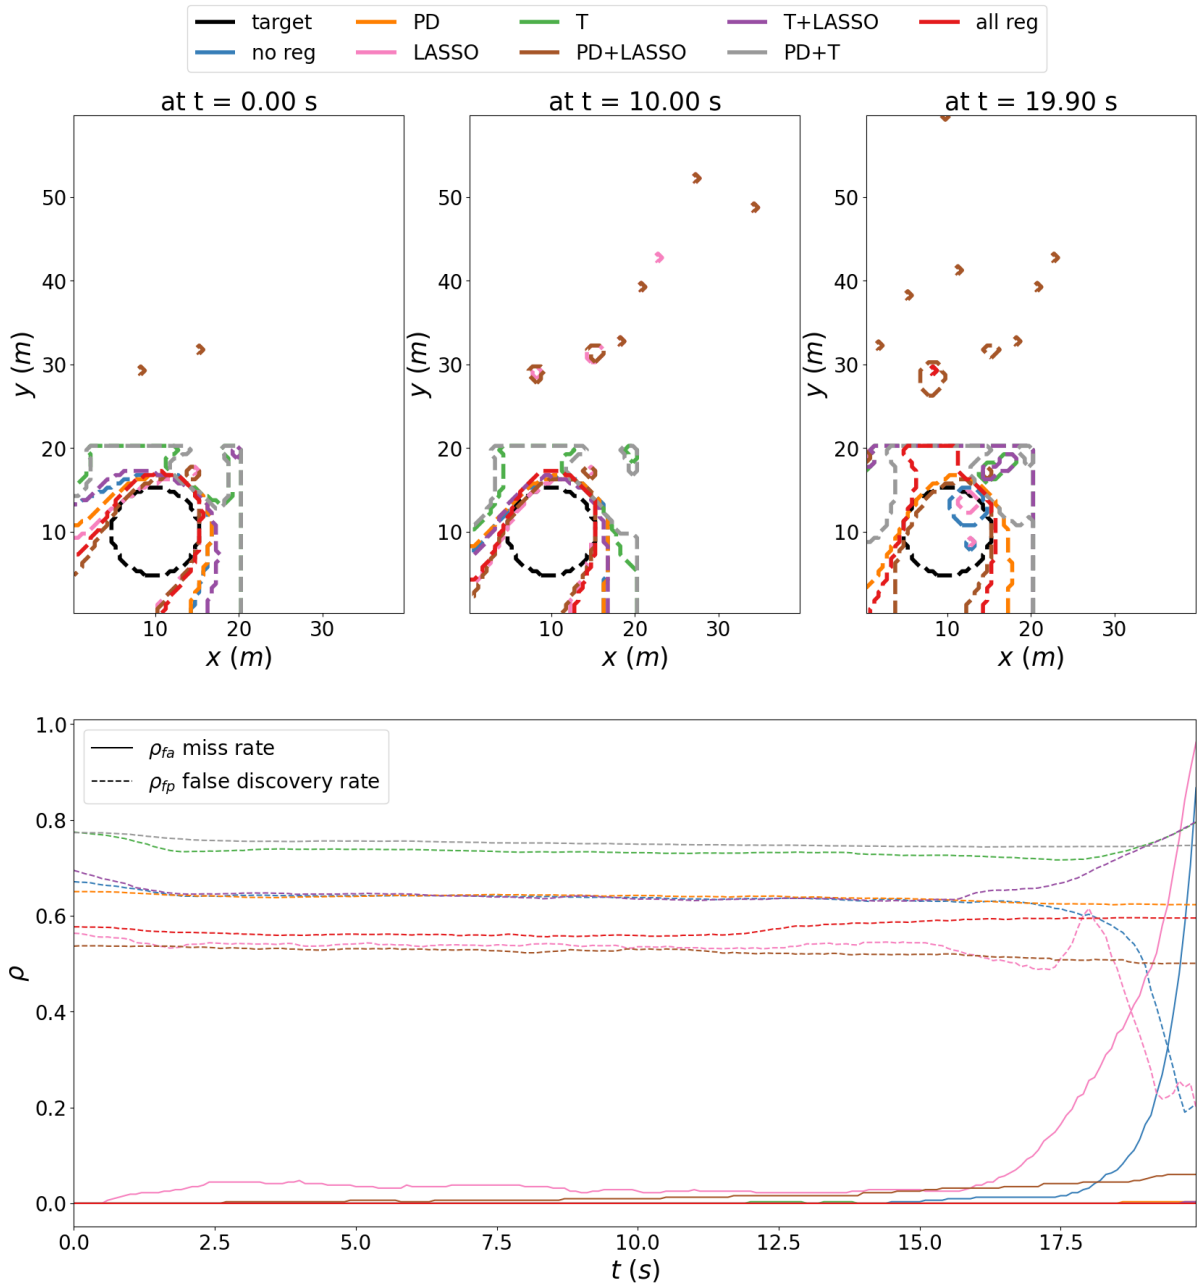 target
PD
T
T+LASSO
all reg
no reg
LASSO
PD+LASSO
PD+T
at t = 0.00 s
at t = 10.00 s
at t = 19.90 s
50
40
30
20
10
y (m)
10
20
30
x (m)
50
40
30
20
10
y (m)
10
20
30
x (m)
50
40
30
20
10
y (m)
10
20
30
x (m)
1.0
0.8
0.6
0.4
0.2
0.0
ρ
ρfa miss rate
ρfp false discovery rate
0.0
2.5
5.0
7.5
10.0
12.5
15.0
17.5
t (s)